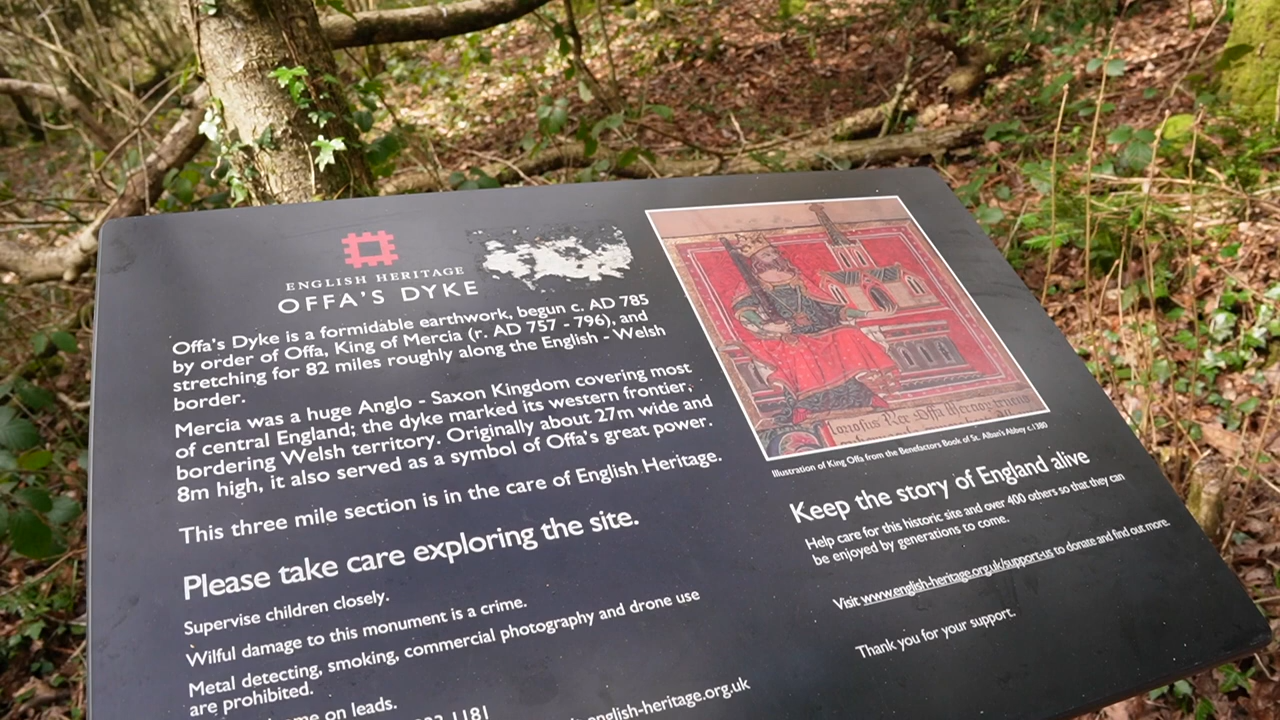 ENGLISH HERITAGE
OFFA'S DYKE
Offa's Dyke is a formidable earthwork, begun c. AD 785
by order of Offa, King of Mercia (r. AD 757 - 796), and
stretching for 82 miles roughly along the English - Welsh
border.
Mercia was a huge Anglo - Saxon Kingdom covering most
of central England; the dyke marked its western frontier,
bordering Welsh territory. Originally about 27m wide and
8m high, it also served as a symbol of Offa's great power.
This three mile section is in the care of English Heritage.
Please take care exploring the site.
Supervise children closely.
Wilful damage to this monument is a crime.
Metal detecting, smoking, commercial photography and drone use
are prohibited.
on leads.
1181
english-heritage.org.uk
Illustration of King Offa from the Benefactors Book of St. Alban's Abbey c.1380
Keep the story of England alive
Help care for this historic site and over 400 others so that they can
be enjoyed by generations to come.
Visit www.english-heritage.org.uk/support-us to donate and find out more.
Thank you for your support.